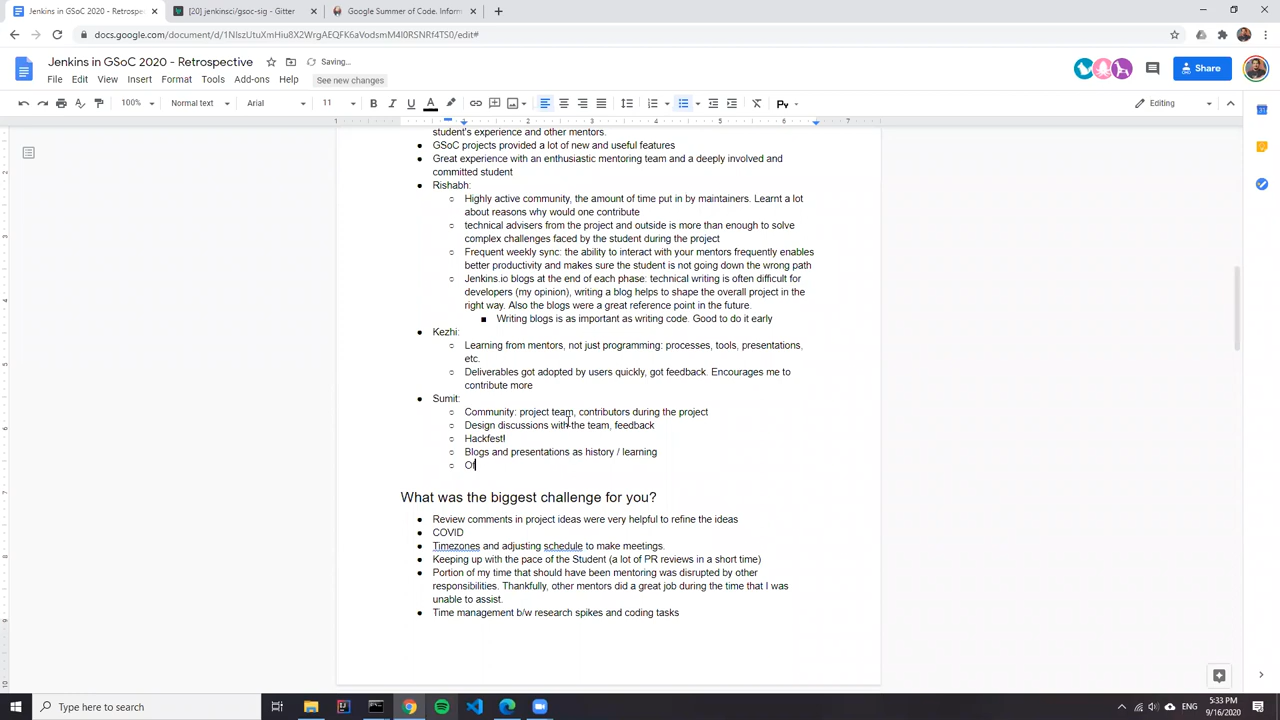 Jenkins in GSoC 2020 - Retrospe
[20] jenkinsci/gsoc-sig - Gitter
Google Summer of Code. Inform
docs.google.com/document/d/1NIszUtuXmHiu8X2WrgAEQFK6aVodsmM4I0RSNRf4TS0/edit#
Jenkins in GSoC 2020 - Retrospective
Saving...
File Edit View Insert Format Tools Add-ons Help See new changes
Share
100% Normal text Arial 11 B I U A Pv Editing
1 1 2 3 4 5 6 7
student's experience and other mentors.
● GSoC projects provided a lot of new and useful features
● Great experience with an enthusiastic mentoring team and a deeply involved and
committed student
● Rishabh:
○ Highly active community, the amount of time put in by maintainers. Learnt a lot
about reasons why would one contribute
○ technical advisers from the project and outside is more than enough to solve
complex challenges faced by the student during the project
○ Frequent weekly sync: the ability to interact with your mentors frequently enables
better productivity and makes sure the student is not going down the wrong path
○ Jenkins.io blogs at the end of each phase: technical writing is often difficult for
developers (my opinion), writing a blog helps to shape the overall project in the
right way. Also the blogs were a great reference point in the future.
■ Writing blogs is as important as writing code. Good to do it early
● Kezhi:
○ Learning from mentors, not just programming: processes, tools, presentations,
etc.
○ Deliverables got adopted by users quickly, got feedback. Encourages me to
contribute more
● Sumit:
○ Community: project team, contributors during the project
○ Design discussions with the team, feedback
○ Hackfest!
○ Blogs and presentations as history / learning
○ Of
What was the biggest challenge for you?
● Review comments in project ideas were very helpful to refine the ideas
● COVID
● Timezones and adjusting schedule to make meetings.
● Keeping up with the pace of the Student (a lot of PR reviews in a short time)
● Portion of my time that should have been mentoring was disrupted by other
responsibilities. Thankfully, other mentors did a great job during the time that I was
unable to assist.
● Time management b/w research spikes and coding tasks
Type here to search
ENG
5:33 PM
9/16/2020